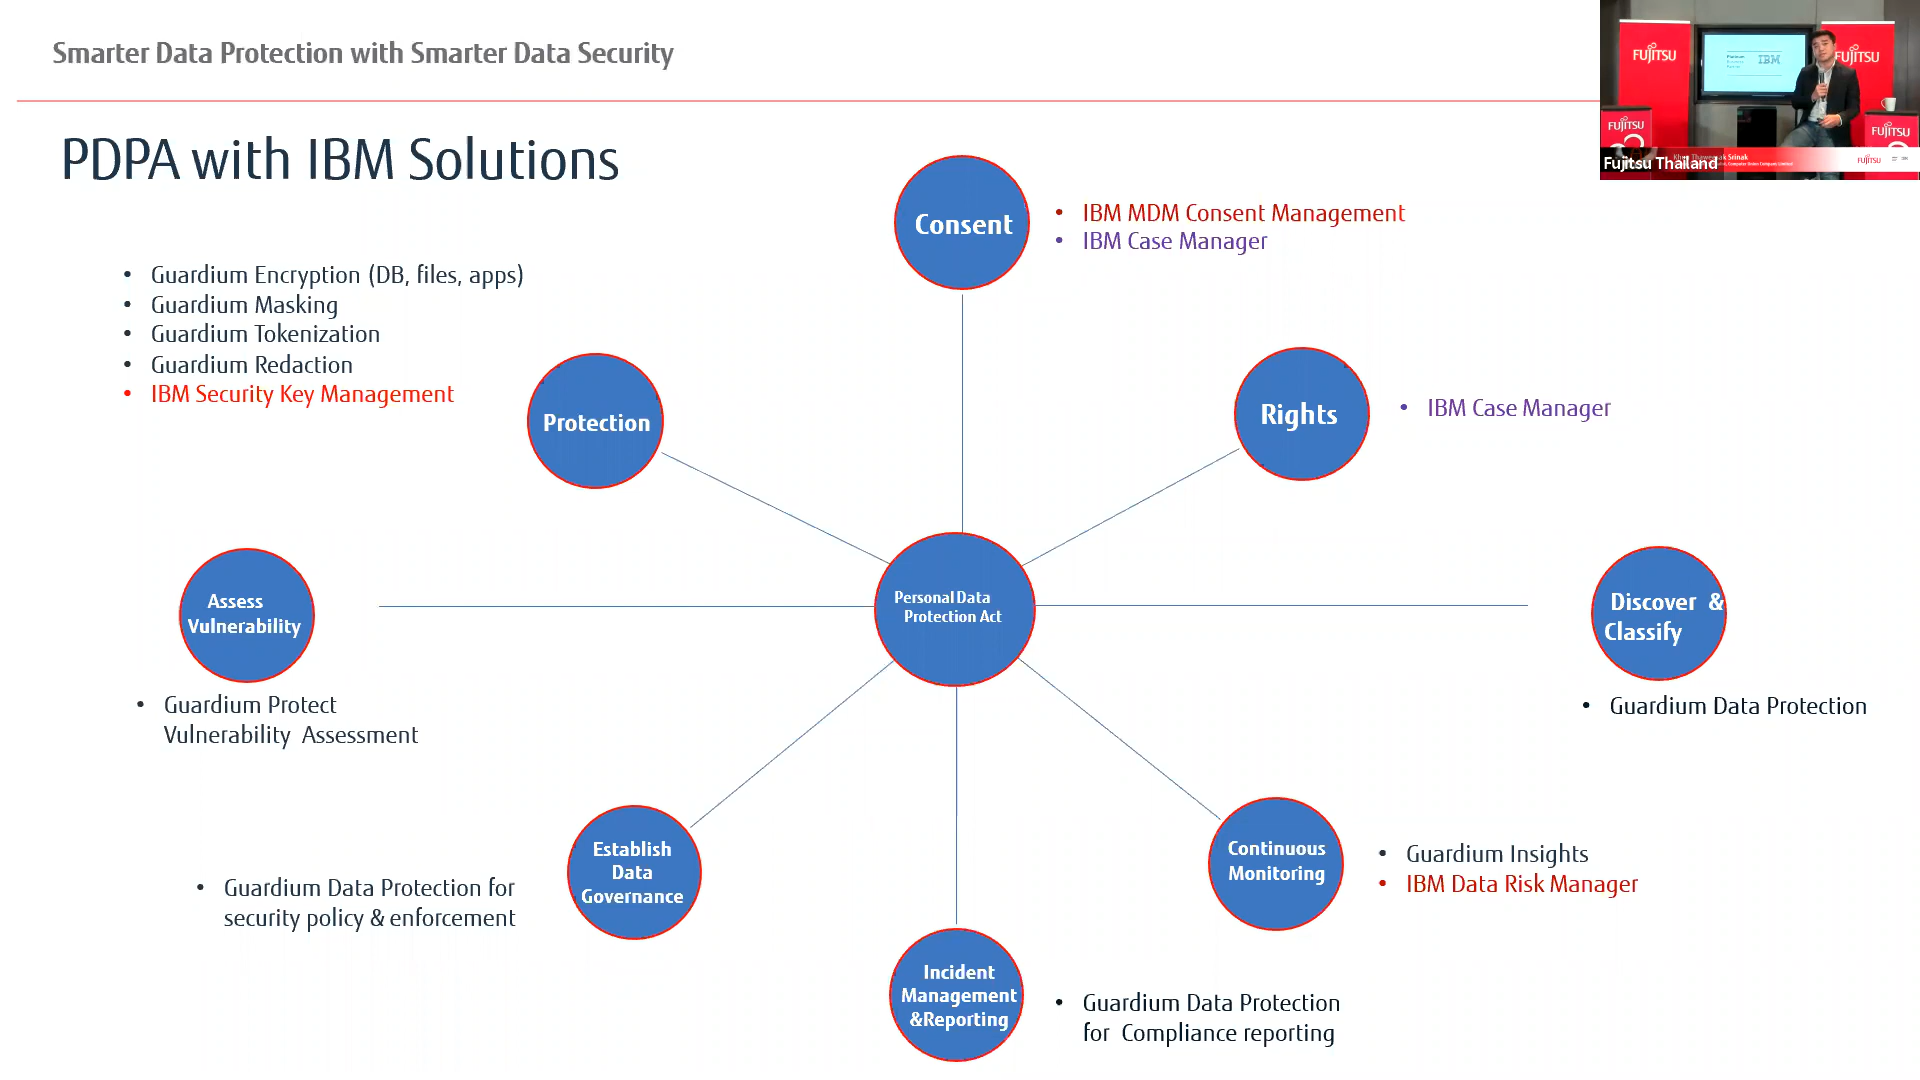 Smarter Data Protection with Smarter Data Security
PDPA with IBM Solutions
FUJITSU
IBM
FUJITSU
FUJITSU
FUJITSU
Srinak
Fujitsu Thailand
FUJITSU
Consent
• IBM MDM Consent Management
• IBM Case Manager
• Guardium Encryption (DB, files, apps)
• Guardium Masking
• Guardium Tokenization
• Guardium Redaction
• IBM Security Key Management
Protection
Rights
• IBM Case Manager
Personal Data
Protection Act
Assess
Vulnerability
• Guardium Protect
Vulnerability Assessment
Discover &
Classify
• Guardium Data Protection
Establish
Data
Governance
• Guardium Data Protection for
security policy & enforcement
Continuous
Monitoring
• Guardium Insights
• IBM Data Risk Manager
Incident
Management
&Reporting
• Guardium Data Protection
for Compliance reporting